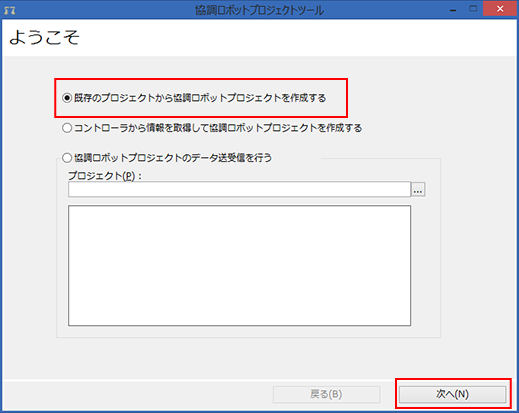 協調ロボットプロジェクトツール
ようこそ
既存のプロジェクトから協調ロボットプロジェクトを作成する
コントローラから情報を取得して協調ロボットプロジェクトを作成する
協調ロボットプロジェクトのデータ送受信を行う
プロジェクト(P)：
...
戻る(B)
次へ(N)